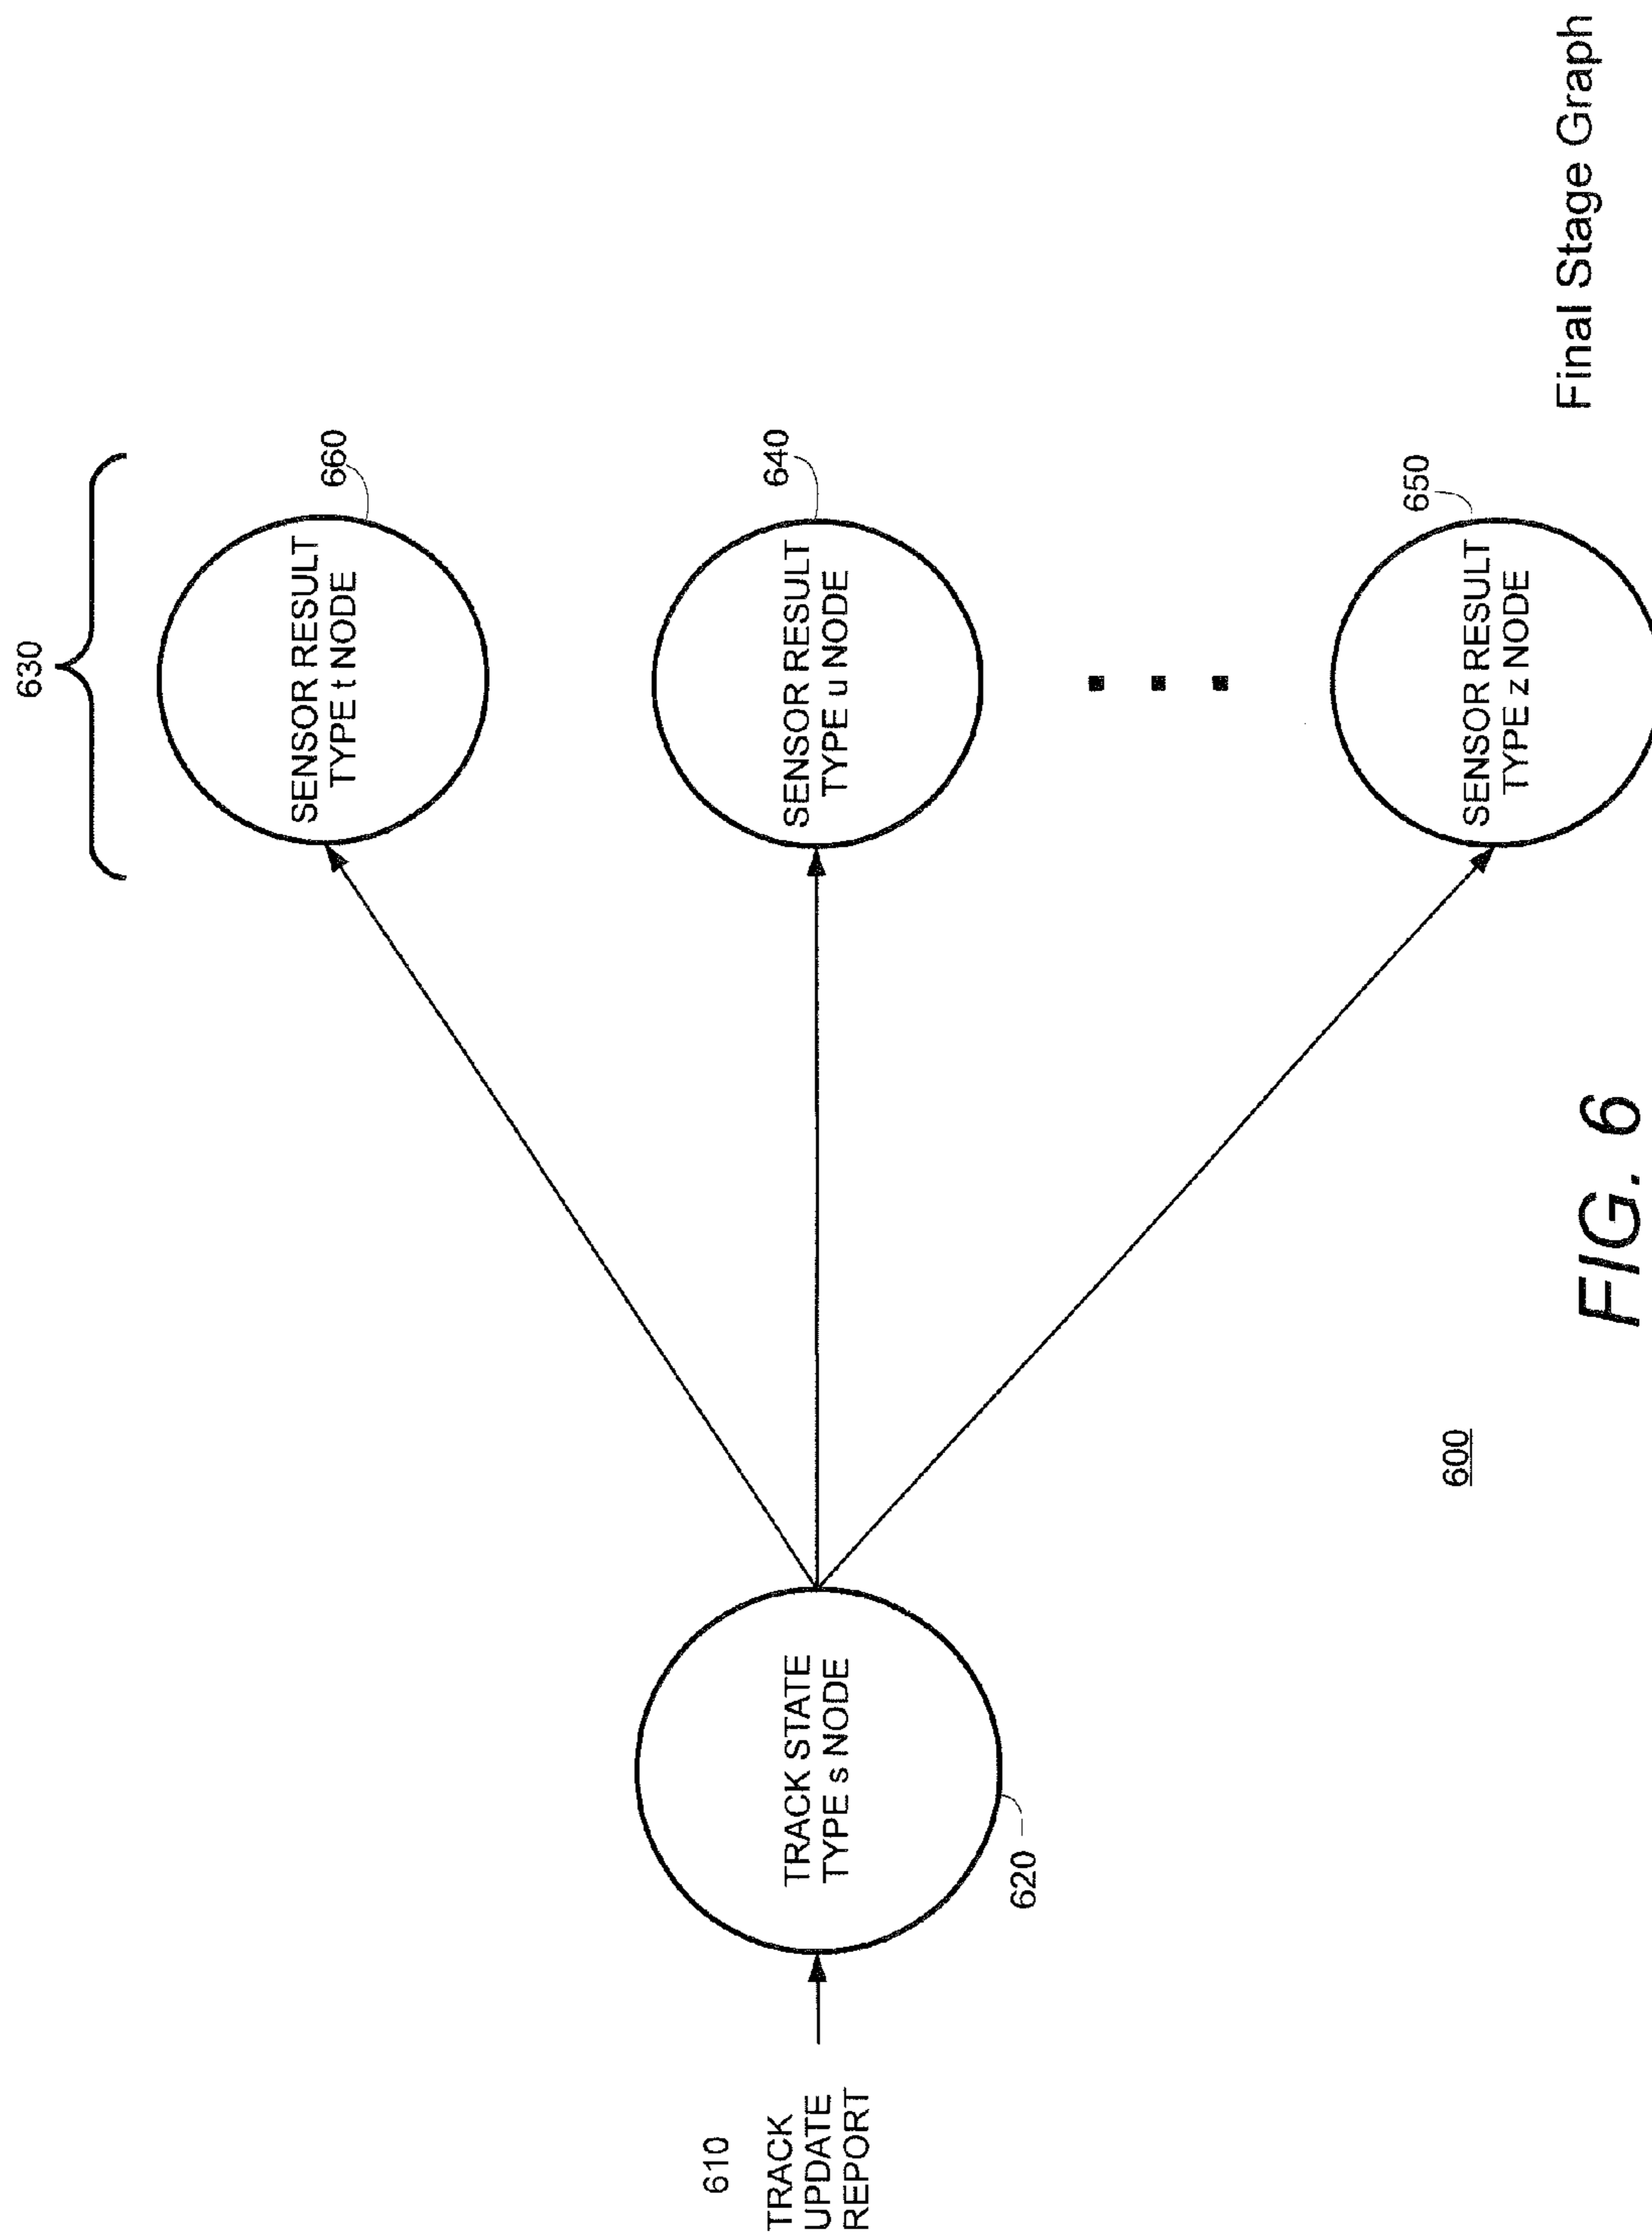 630
SENSOR RESULT
TYPE t NODE
660
SENSOR RESULT
TYPE u NODE
640
SENSOR RESULT
TYPE z NODE
650
610
TRACK
UPDATE
REPORT
TRACK STATE
TYPE s NODE
620
600
FIG. 6
Final Stage Graph